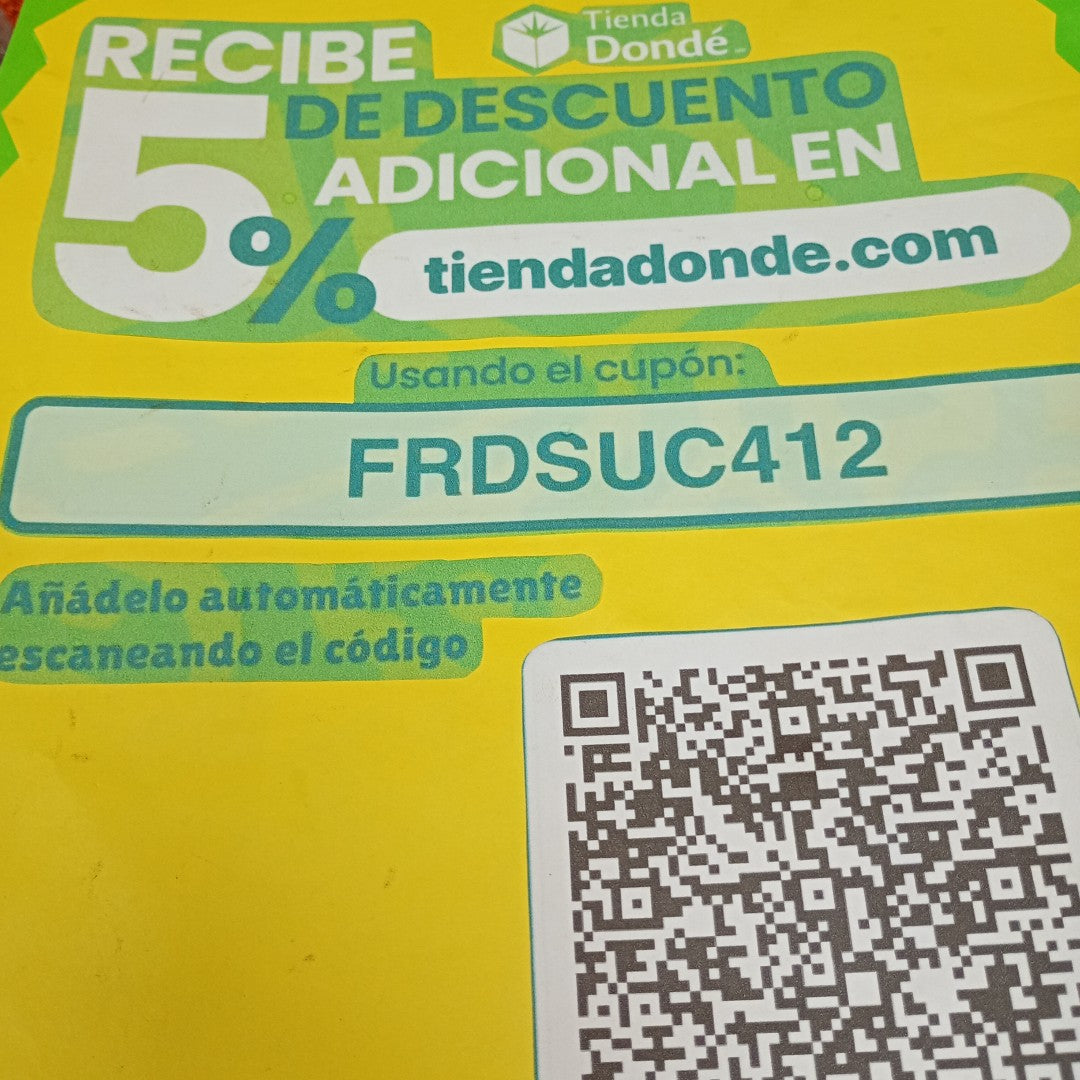 Tienda
Dondé
RECIBE
5%
DE DESCUENTO
ADICIONAL EN
tiendadonde.com
Usando el cupón:
FRDSUC412
Añádelo automáticamente
escaneando el código